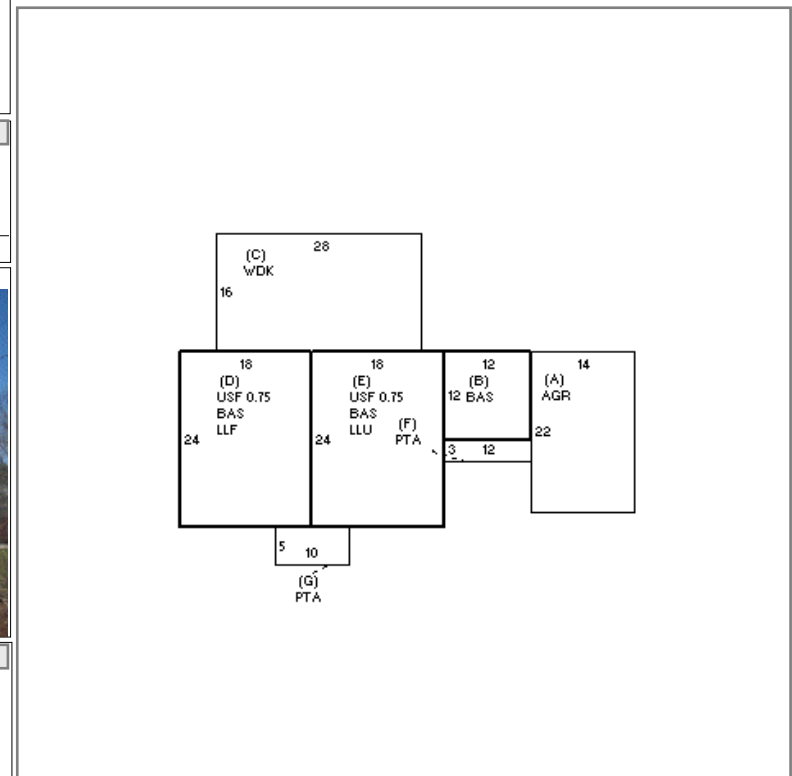 28
(C)
WDK
16
18
(D)
USF 0.75
BAS
LLF
24
18
(E)
USF 0.75
BAS
LLU
24
(F)
PTA
12
(B)
12 BAS
3 12
14
(A)
AGR
22
5 10
(G)
PTA